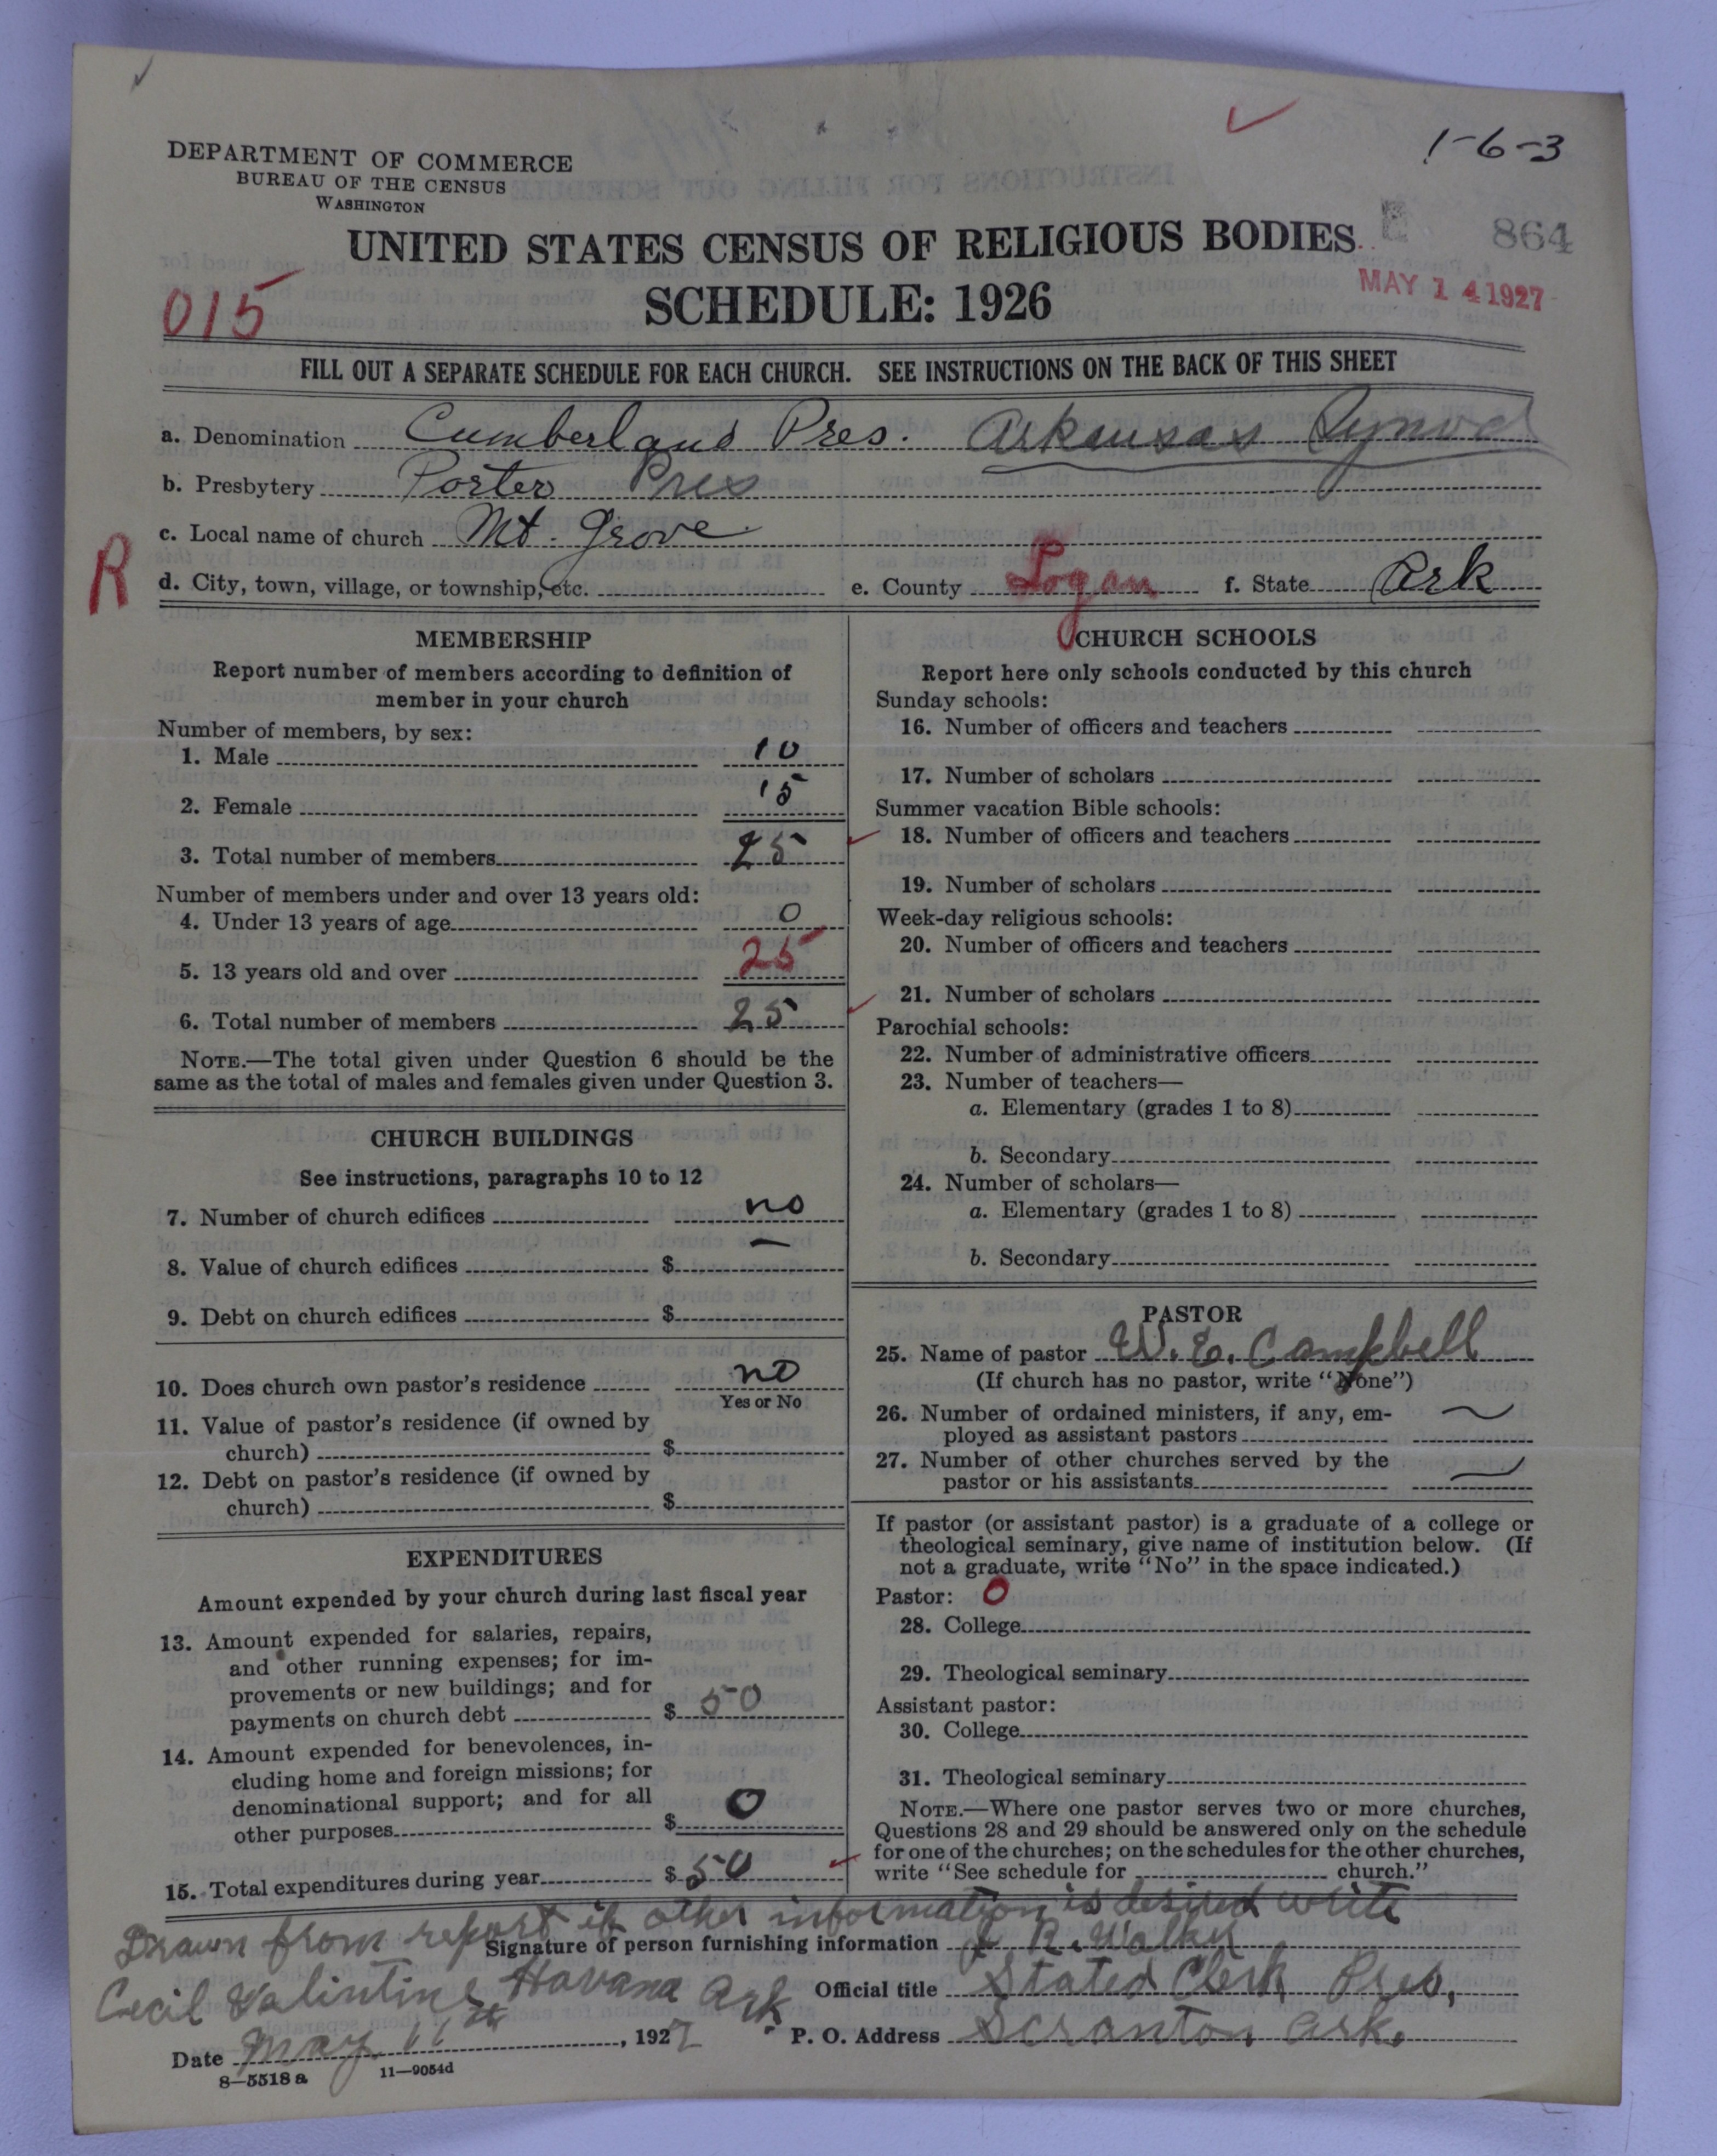 1-6-3
DEPARTMENT OF COMMERCE
BUREAU OF THE CENSUS
WASHINGTON
864
UNITED STATES CENSUS OF RELIGIOUS BODIES
MAY 14 1927
015
SCHEDULE: 1926
FILL OUT A SEPARATE SCHEDULE FOR EACH CHURCH. SEE INSTRUCTIONS ON THE BACK OF THIS SHEET
a. Denomination Cumberland Pres. Arkansas Synod
b. Presbytery Porter Pres
c. Local name of church Mt. Grove
R
d. City, town, village, or township, etc. e. County Logan f. State Ark
MEMBERSHIP
Report number of members according to definition of
member in your church
Number of members, by sex:
1. Male 10
2. Female 15
3. Total number of members 25
Number of members under and over 13 years old:
4. Under 13 years of age 0
5. 13 years old and over 25
6. Total number of members 25
NOTE.—The total given under Question 6 should be the
same as the total of males and females given under Question 3.
CHURCH BUILDINGS
See instructions, paragraphs 10 to 12
7. Number of church edifices no
8. Value of church edifices $ —
9. Debt on church edifices $
10. Does church own pastor's residence no
Yes or No
11. Value of pastor's residence (if owned by
church) $
12. Debt on pastor's residence (if owned by
church) $
EXPENDITURES
Amount expended by your church during last fiscal year
13. Amount expended for salaries, repairs,
and other running expenses; for im-
provements or new buildings; and for
payments on church debt $ 50
14. Amount expended for benevolences, in-
cluding home and foreign missions; for
denominational support; and for all
other purposes $ 0
15. Total expenditures during year $ 50
CHURCH SCHOOLS
Report here only schools conducted by this church
Sunday schools:
16. Number of officers and teachers
17. Number of scholars
Summer vacation Bible schools:
18. Number of officers and teachers
19. Number of scholars
Week-day religious schools:
20. Number of officers and teachers
21. Number of scholars
Parochial schools:
22. Number of administrative officers
23. Number of teachers—
a. Elementary (grades 1 to 8)
b. Secondary
24. Number of scholars—
a. Elementary (grades 1 to 8)
b. Secondary
PASTOR
25. Name of pastor W. E. Campbell
(If church has no pastor, write "None")
26. Number of ordained ministers, if any, em-
ployed as assistant pastors —
27. Number of other churches served by the
pastor or his assistants —
If pastor (or assistant pastor) is a graduate of a college or
theological seminary, give name of institution below. (If
not a graduate, write "No" in the space indicated.)
Pastor: 0
28. College
29. Theological seminary
Assistant pastor:
30. College
31. Theological seminary
NOTE.—Where one pastor serves two or more churches,
Questions 28 and 29 should be answered only on the schedule
for one of the churches; on the schedules for the other churches,
write "See schedule for church."
Drawn from report if other information is desired write
Cecil Valintine Havana Ark.
Signature of person furnishing information J. R. Walker
Official title Stated Clerk Pres.
Date May 11th, 1927 P. O. Address Scranton Ark.
8—5518 a 11—9054d